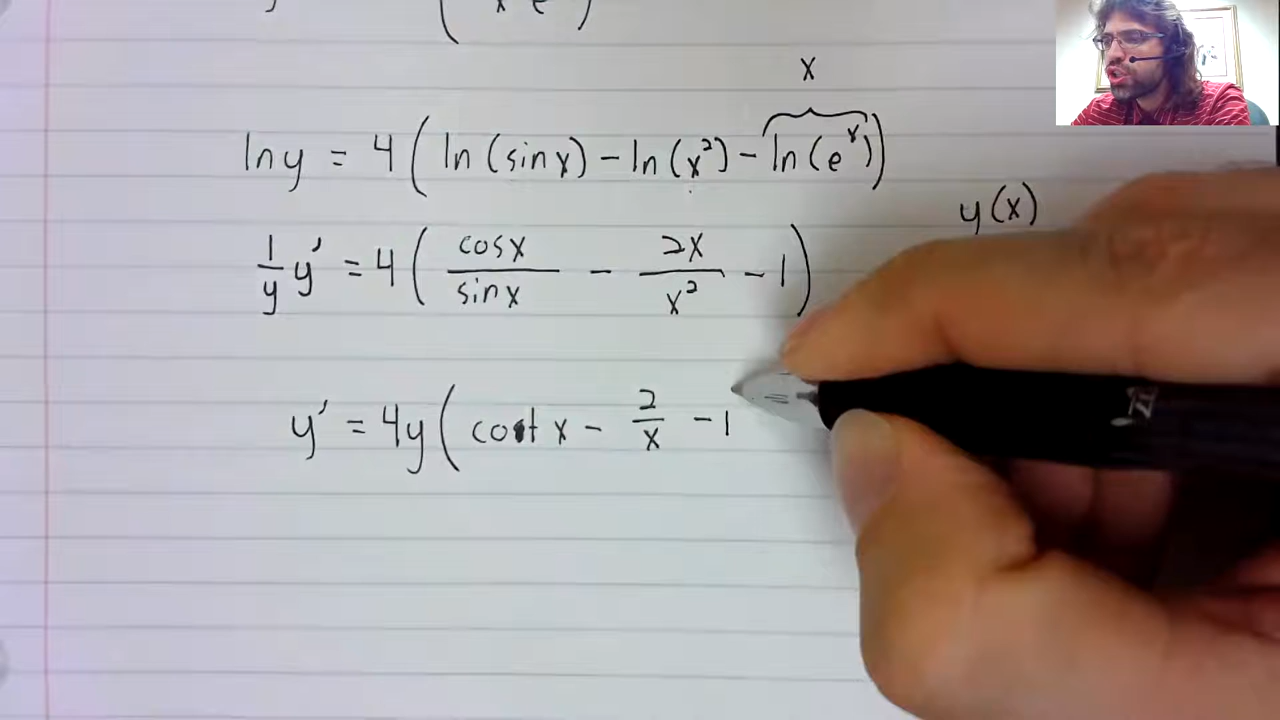 x
ln y = 4 ( ln (sin x) - ln (x²) - ln (eˣ) )
y(x)
1/y y' = 4 ( cos x / sin x - 2x / x² - 1 )
y' = 4y ( cot x - 2/x - 1